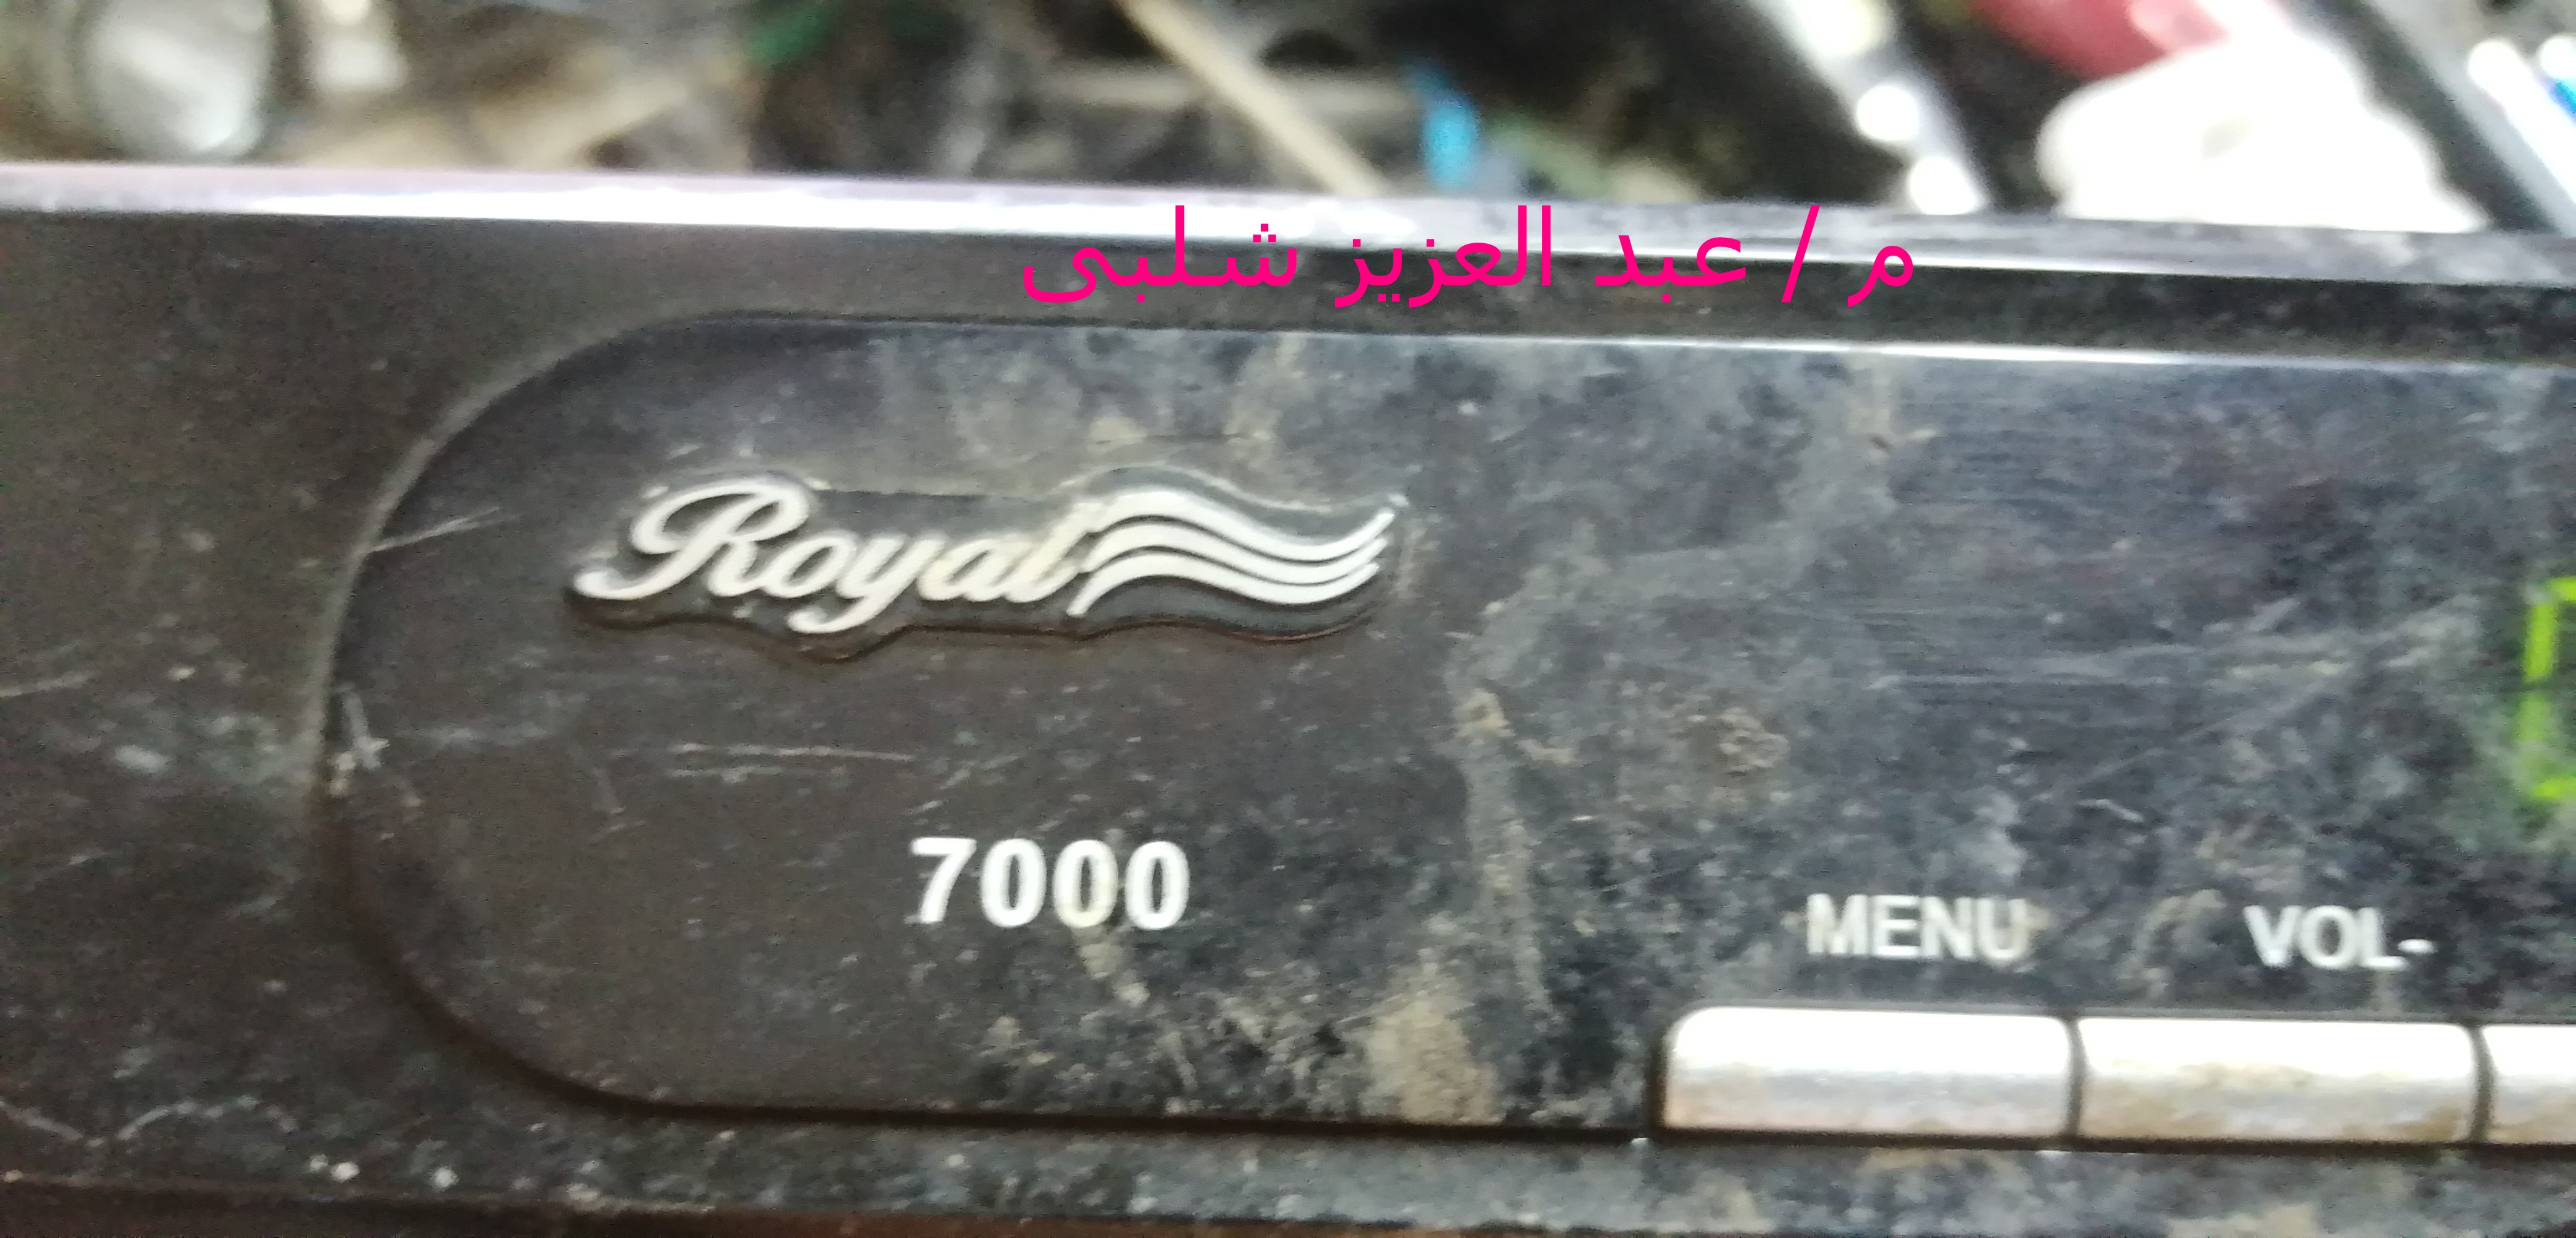 م / عبد العزيز شلبى
Royal
7000
MENU VOL-